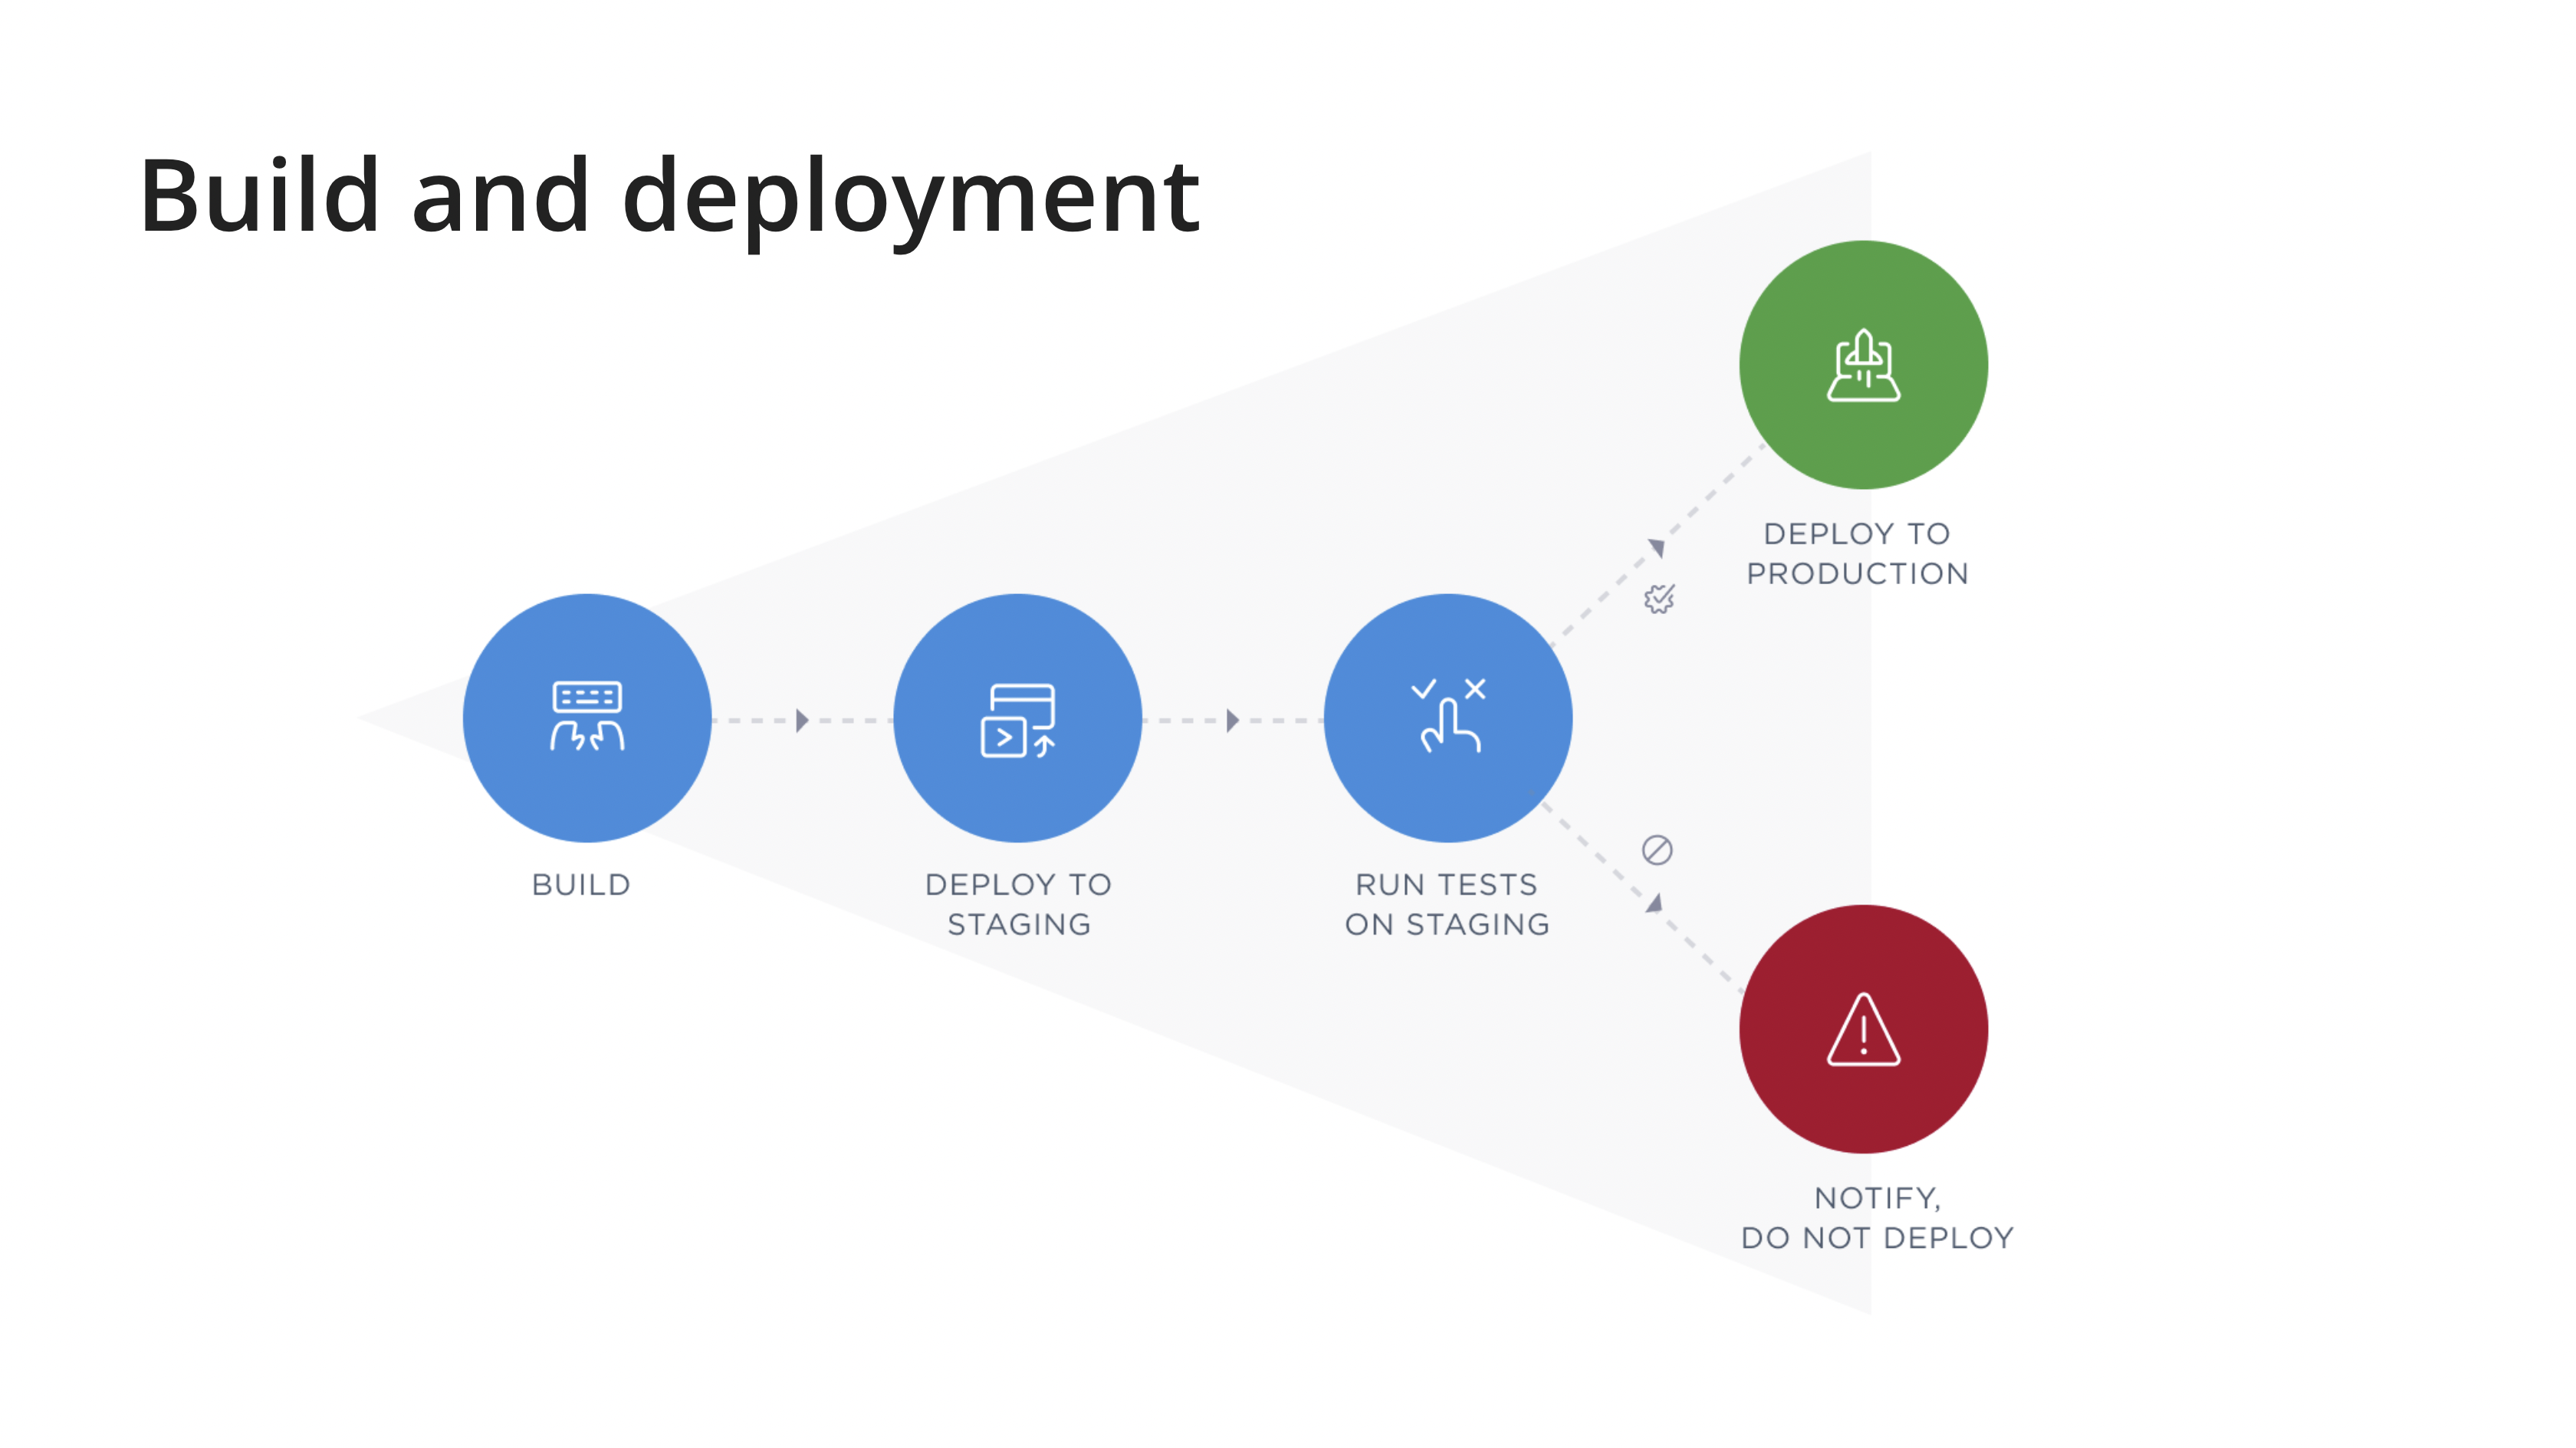 Build and deployment
DEPLOY TO
PRODUCTION
BUILD
DEPLOY TO
STAGING
RUN TESTS
ON STAGING
NOTIFY,
DO NOT DEPLOY